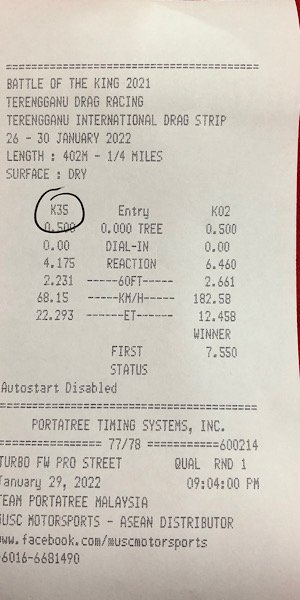 ================================
BATTLE OF THE KING 2021
TERENGGANU DRAG RACING
TERENGGANU INTERNATIONAL DRAG STRIP
26 - 30 JANUARY 2022
LENGTH : 402M - 1/4 MILES
SURFACE : DRY
K35 Entry K02
0.500 0.000 TREE 0.500
0.00 DIAL-IN 0.00
4.175 REACTION 6.460
2.231 -----60FT----- 2.661
68.15 -----KM/H----- 182.58
22.293 ------ET------ 12.458
WINNER
FIRST 7.550
STATUS
Autostart Disabled
================================
PORTATREE TIMING SYSTEMS, INC.
============== 77/78 ===========600214
TURBO FW PRO STREET QUAL RND 1
January 29, 2022 09:04:00 PM
TEAM PORTATREE MALAYSIA
MUSC MOTORSPORTS - ASEAN DISTRIBUTOR
www.facebook.com/muscmotorsports
+6016-6681490